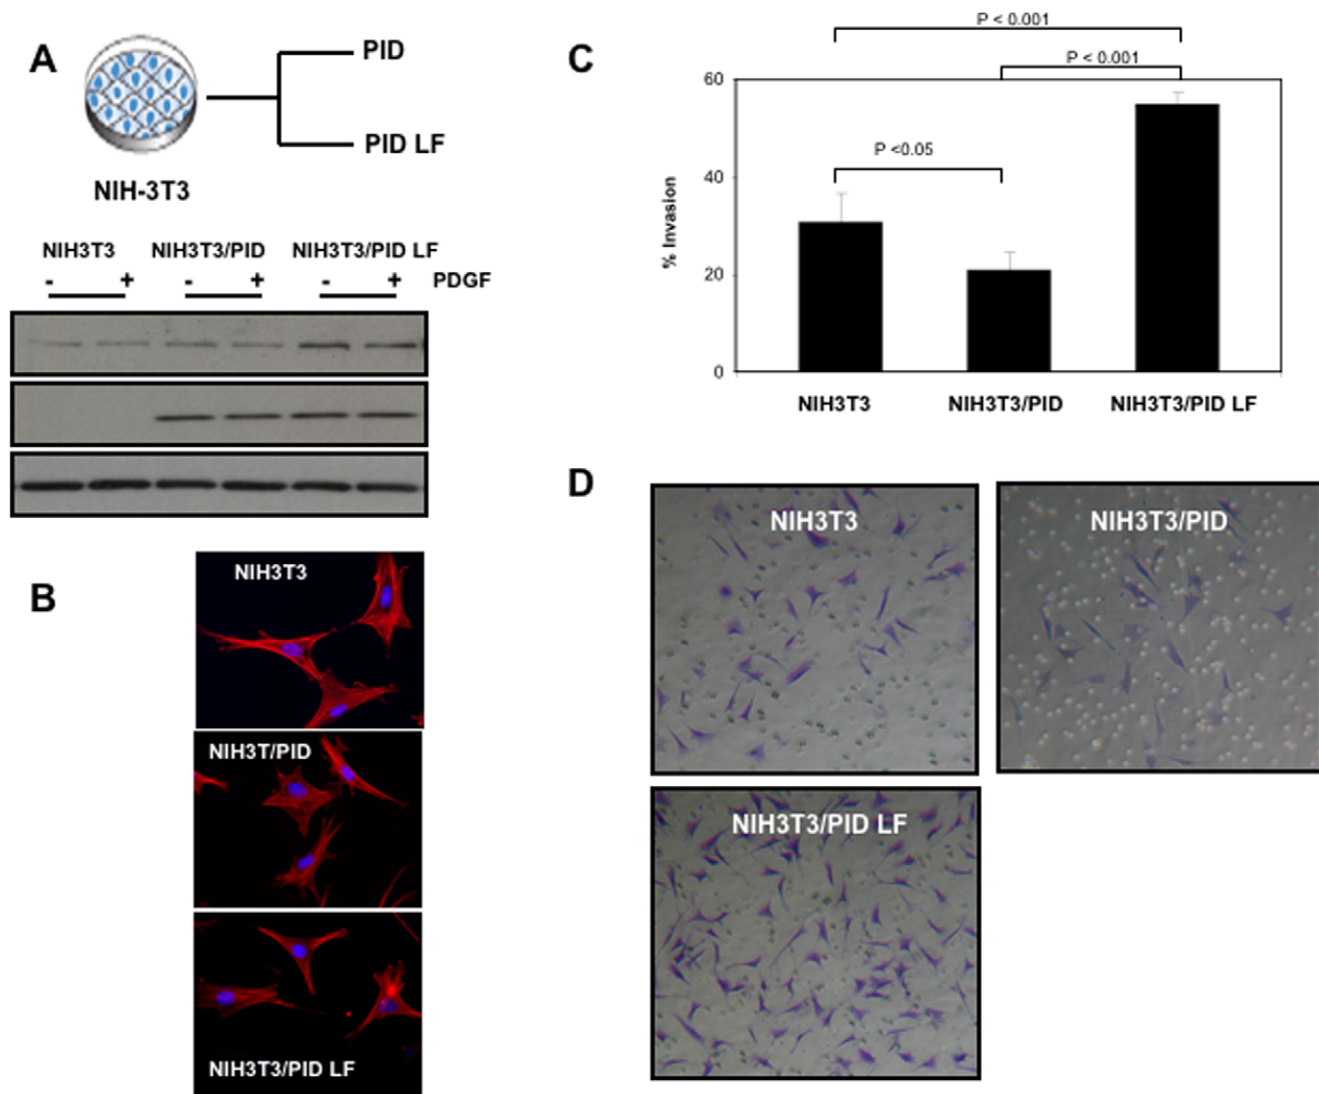 A
PID
PID LF
NIH-3T3
NIH3T3 NIH3T3/PID NIH3T3/PID LF
- + - + - + PDGF
B
NIH3T3
NIH3T/PID
NIH3T3/PID LF
C
P < 0.001
P < 0.001
P <0.05
60
40
20
0
% Invasion
NIH3T3 NIH3T3/PID NIH3T3/PID LF
D
NIH3T3
NIH3T3/PID
NIH3T3/PID LF